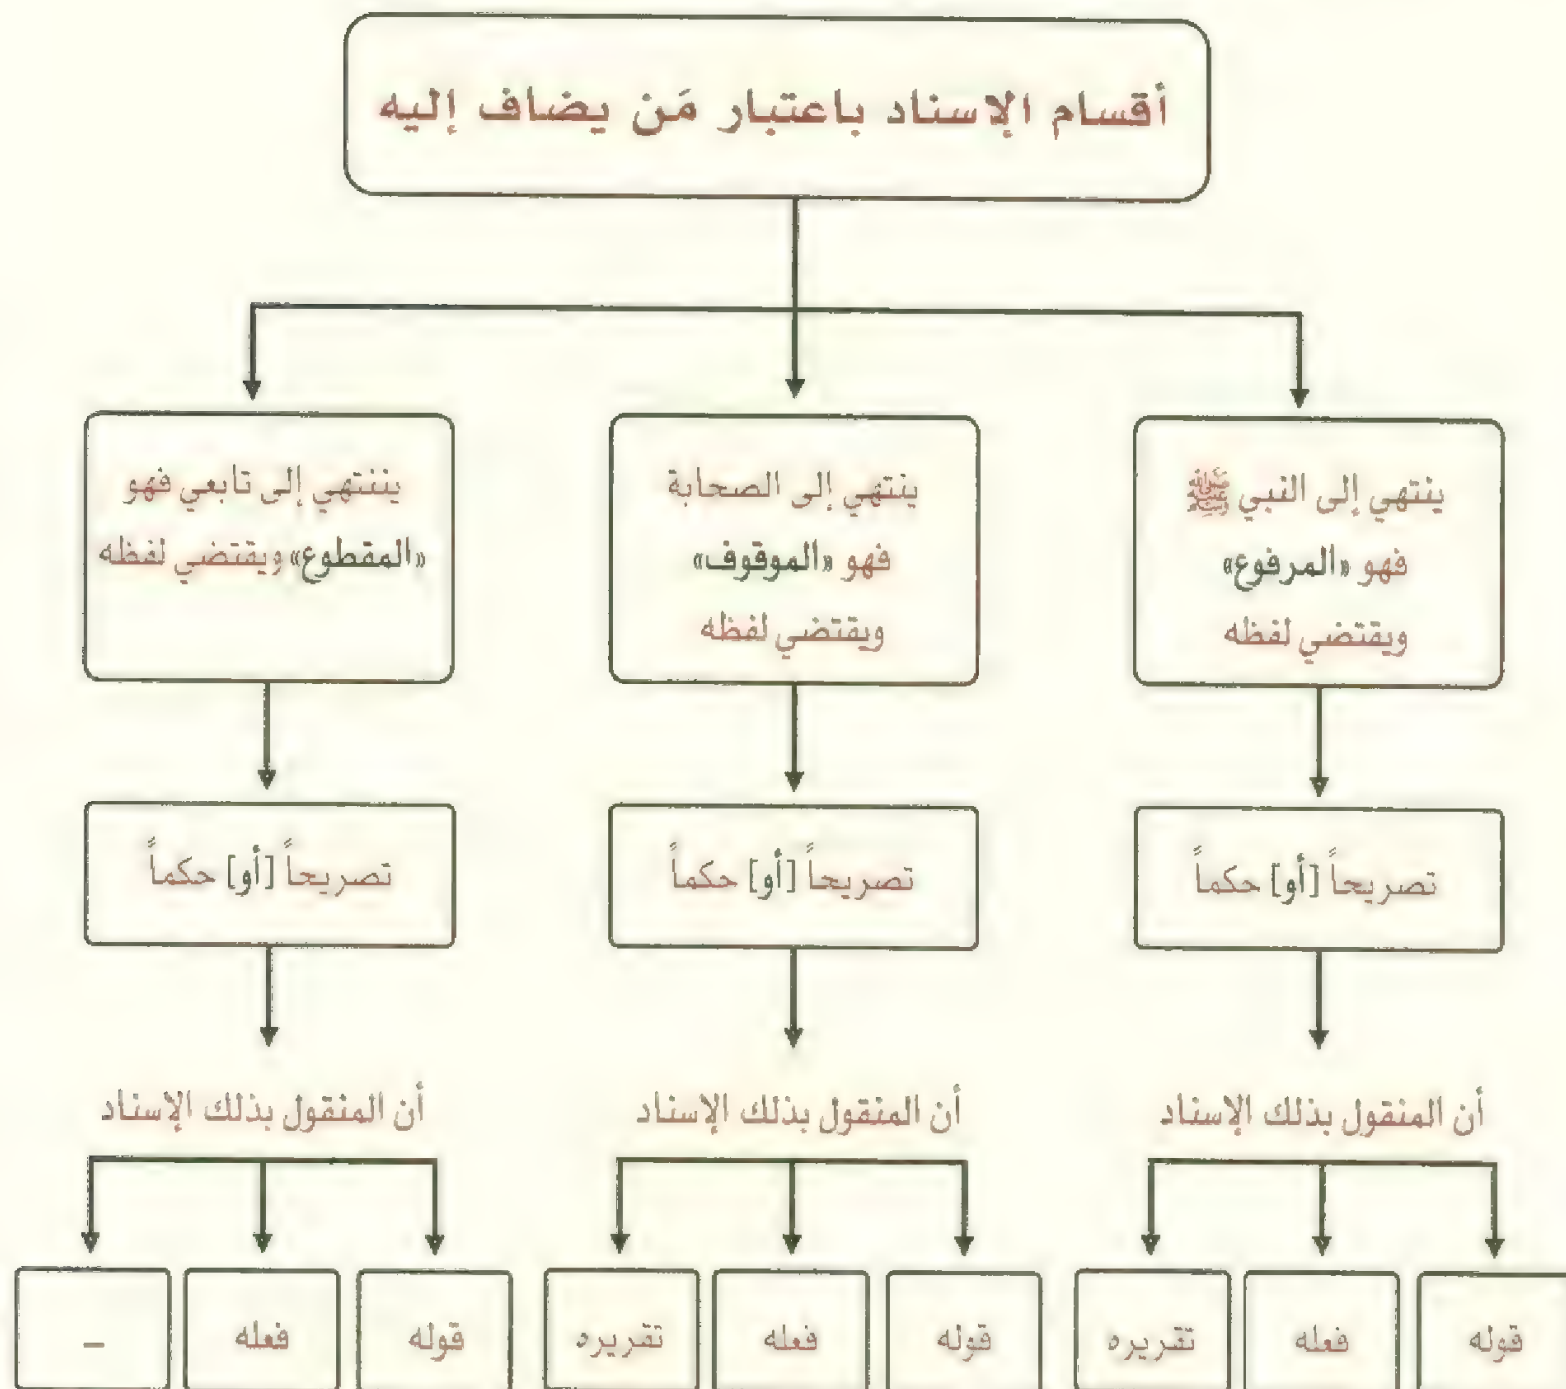 أقسام الإسناد باعتبار مَن يضاف إليه
ينتهي إلى النبي ﷺ
فهو «المرفوع»
ويقتضي لفظه
ينتهي إلى الصحابة
فهو «الموقوف»
ويقتضي لفظه
يننتهي إلى تابعي فهو
«المقطوع» ويقتضي لفظه
تصريحاً [أو] حكماً
تصريحاً [أو] حكماً
تصريحاً [أو] حكماً
أن المنقول بذلك الإسناد
أن المنقول بذلك الإسناد
أن المنقول بذلك الإسناد
قوله
فعله
تقريره
قوله
فعله
تقريره
قوله
فعله
–